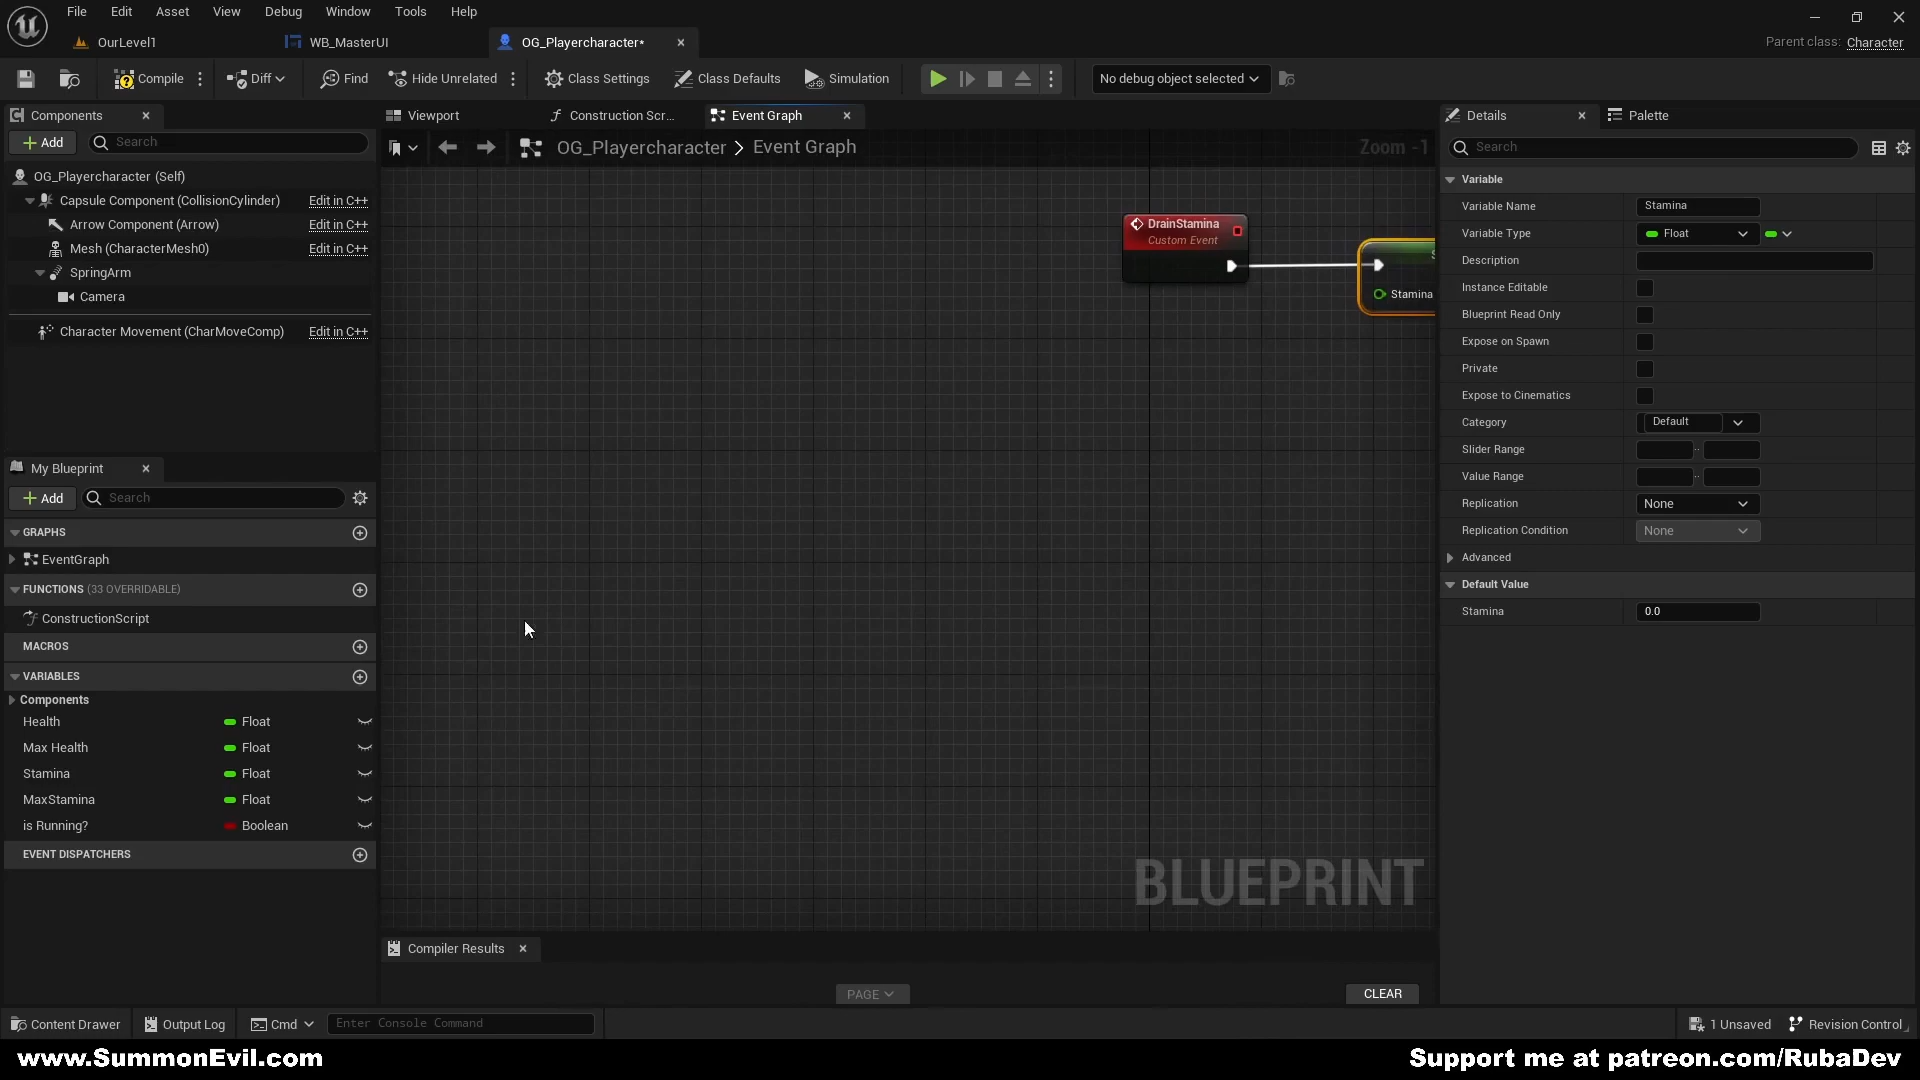 File Edit Asset View Debug Window Tools Help
OurLevel1 WB_MasterUI OG_Playercharacter*
Parent class: Character
Compile Diff Find Hide Unrelated Class Settings Class Defaults Simulation No debug object selected
Components
Add Search
OG_Playercharacter (Self)
Capsule Component (CollisionCylinder) Edit in C++
Arrow Component (Arrow) Edit in C++
Mesh (CharacterMesh0) Edit in C++
SpringArm
Camera
Character Movement (CharMoveComp) Edit in C++
My Blueprint
Add Search
GRAPHS
EventGraph
FUNCTIONS (33 OVERRIDABLE)
ConstructionScript
MACROS
VARIABLES
Components
Health Float
Max Health Float
Stamina Float
MaxStamina Float
is Running? Boolean
EVENT DISPATCHERS
Viewport Construction Scr... Event Graph
OG_Playercharacter > Event Graph
Zoom -1
DrainStamina
Custom Event
Stamina
BLUEPRINT
Compiler Results
PAGE
CLEAR
Details Palette
Search
Variable
Variable Name Stamina
Variable Type Float
Description
Instance Editable
Blueprint Read Only
Expose on Spawn
Private
Expose to Cinematics
Category Default
Slider Range
Value Range
Replication None
Replication Condition None
Advanced
Default Value
Stamina 0.0
Content Drawer Output Log Cmd Enter Console Command
1 Unsaved Revision Control
www.SummonEvil.com
Support me at patreon.com/RubaDev